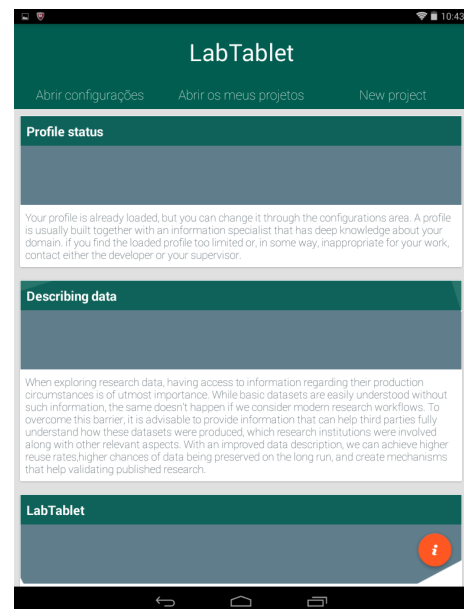 10:43
LabTablet
Abrir configurações Abrir os meus projetos New project
Profile status
Your profile is already loaded, but you can change it through the configurations area. A profile
is usually built together with an information specialist that has deep knowledge about your
domain. if you find the loaded profile too limited or, in some way, inappropriate for your work,
contact either the developer or your supervisor.
Describing data
When exploring research data, having access to information regarding their production
circumstances is of utmost importance. While basic datasets are easily understood without
such information, the same doesn't happen if we consider modern research workflows. To
overcome this barrier, it is advisable to provide information that can help third parties fully
understand how these datasets were produced, which research institutions were involved
along with other relevant aspects. With an improved data description, we can achieve higher
reuse rates,higher chances of data being preserved on the long run, and create mechanisms
that help validating published research.
LabTablet
i